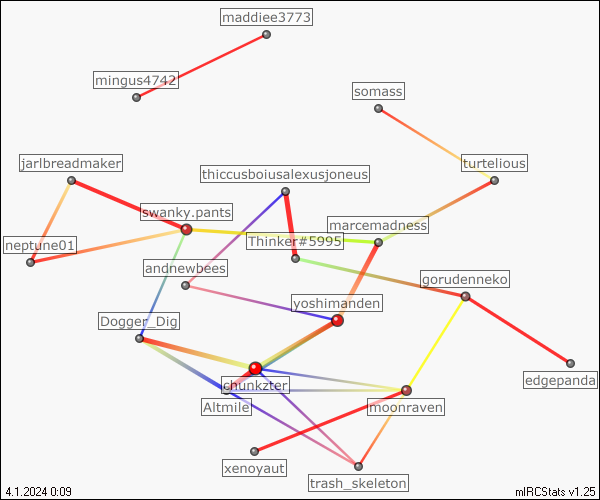 maddiee3773
mingus4742
somass
jarlbreadmaker
turtelious
thiccusboiusalexusjoneus
swanky.pants
marcemadness
neptune01
Thinker#5995
andnewbees
gorudenneko
yoshimanden
Dogger_Dig
edgepanda
chunkzter
Altmile
moonraven
xenoyaut
trash_skeleton
4.1.2024 0:09
mIRCStats v1.25